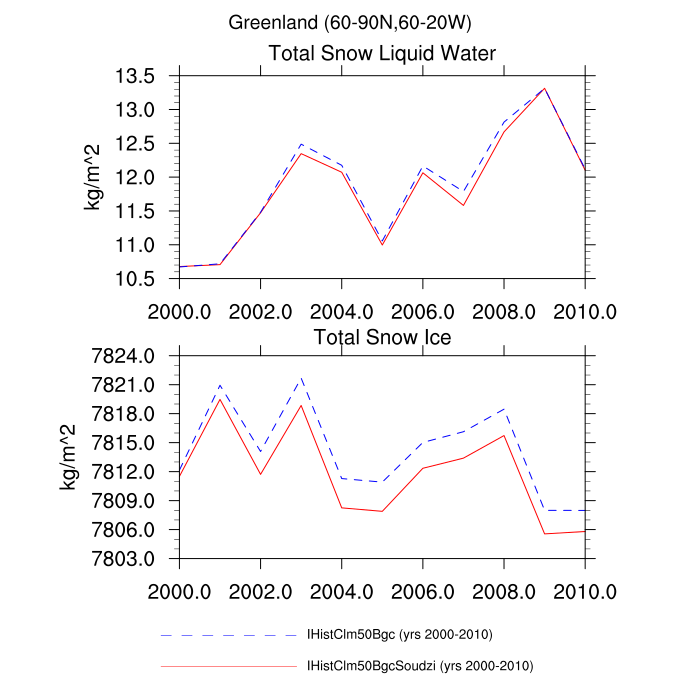 Greenland (60-90N,60-20W)
Total Snow Liquid Water
13.5
13.0
12.5
12.0
11.5
11.0
10.5
kg/m^2
2000.0 2002.0 2004.0 2006.0 2008.0 2010.0
Total Snow Ice
7824.0
7821.0
7818.0
7815.0
7812.0
7809.0
7806.0
7803.0
kg/m^2
2000.0 2002.0 2004.0 2006.0 2008.0 2010.0
IHistClm50Bgc (yrs 2000-2010)
IHistClm50BgcSoudzi (yrs 2000-2010)